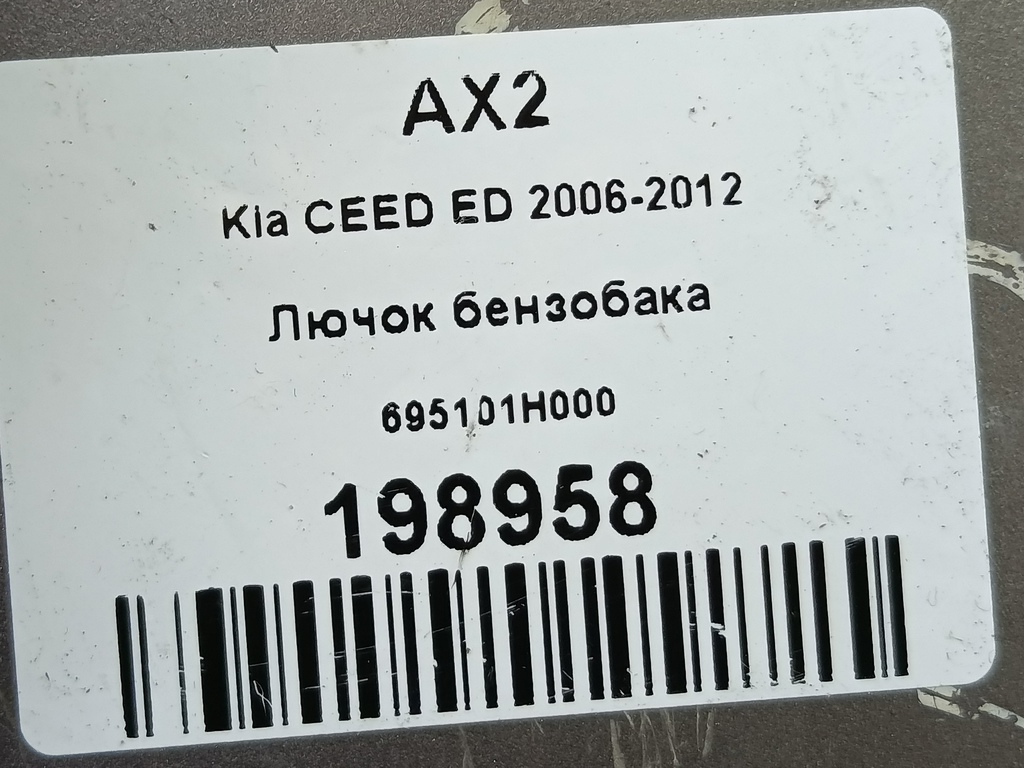 AX2
Kia CEED ED 2006-2012
Лючок бензобака
695101H000
198958